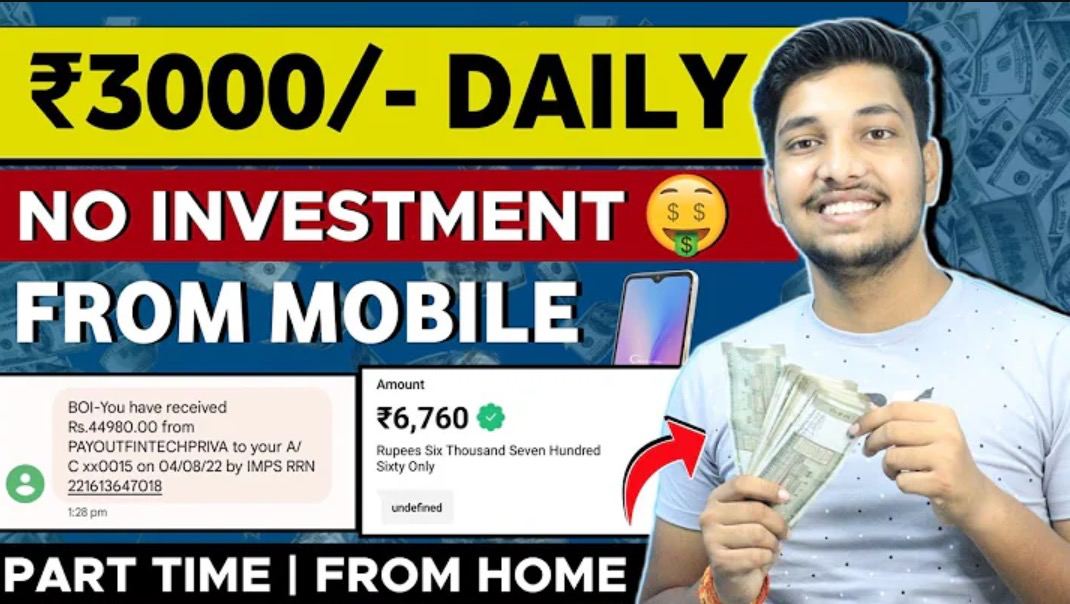 ₹3000/- DAILY
NO INVESTMENT
FROM MOBILE
BOI-You have received
Rs.44980.00 from
PAYOUTFINTECHPRIVA to your A/
C xx0015 on 04/08/22 by IMPS RRN
221613647018
1:28 pm
Amount
₹6,760
Rupees Six Thousand Seven Hundred
Sixty Only
undefined
PART TIME | FROM HOME